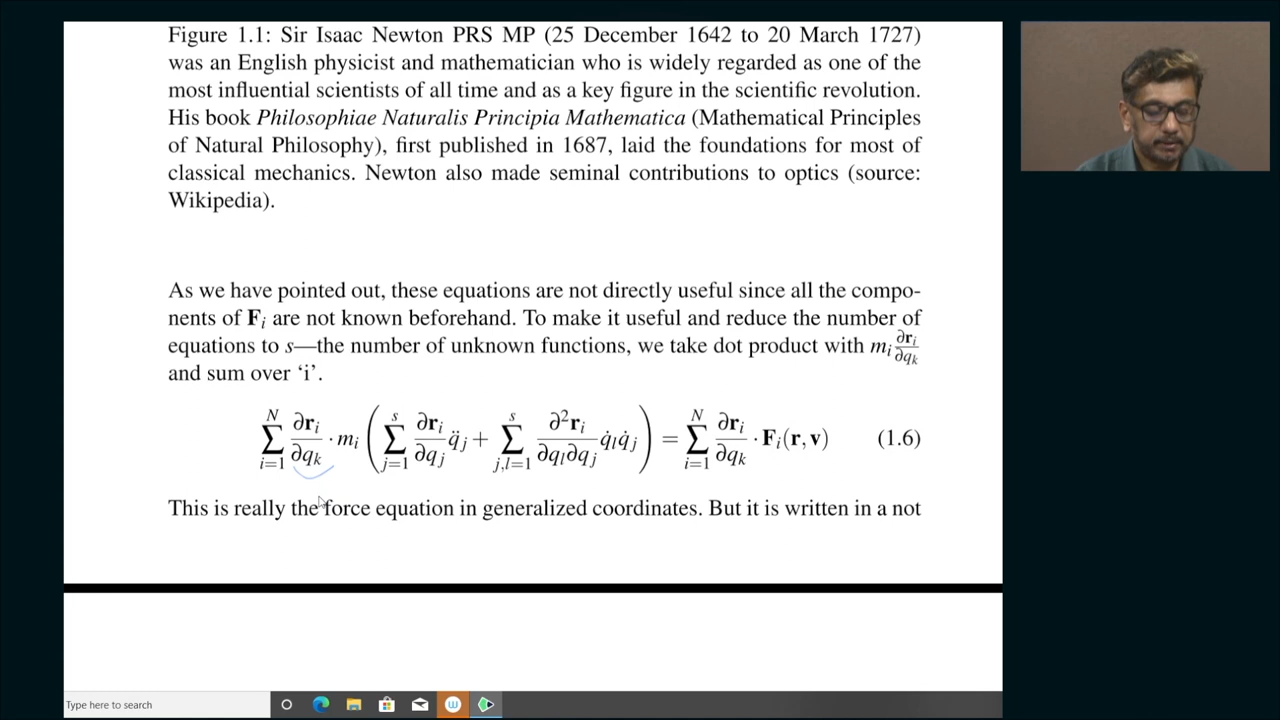 Figure 1.1: Sir Isaac Newton PRS MP (25 December 1642 to 20 March 1727)
was an English physicist and mathematician who is widely regarded as one of the
most influential scientists of all time and as a key figure in the scientific revolution.
His book Philosophiae Naturalis Principia Mathematica (Mathematical Principles
of Natural Philosophy), first published in 1687, laid the foundations for most of
classical mechanics. Newton also made seminal contributions to optics (source:
Wikipedia).
As we have pointed out, these equations are not directly useful since all the compo-
nents of F_i are not known beforehand. To make it useful and reduce the number of
equations to s—the number of unknown functions, we take dot product with m_i ∂r_i/∂q_k
and sum over ‘i’.
∑_{i=1}^{N} ∂r_i/∂q_k · m_i ( ∑_{j=1}^{s} ∂r_i/∂q_j q̈_j + ∑_{j,l=1}^{s} ∂²r_i/∂q_l∂q_j q̇_l q̇_j ) = ∑_{i=1}^{N} ∂r_i/∂q_k · F_i(r, v) (1.6)
This is really the force equation in generalized coordinates. But it is written in a not
Type here to search